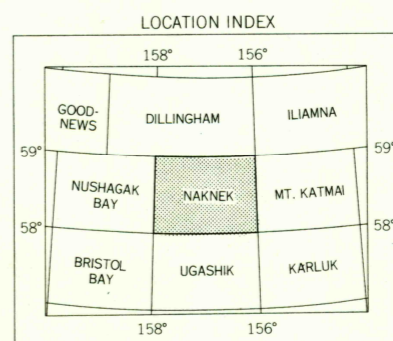 LOCATION INDEX
158° 156°
GOOD-
NEWS
DILLINGHAM
ILIAMNA
59° 59°
NUSHAGAK
BAY
NAKNEK
MT. KATMAI
58° 58°
BRISTOL
BAY
UGASHIK
KARLUK
158° 156°